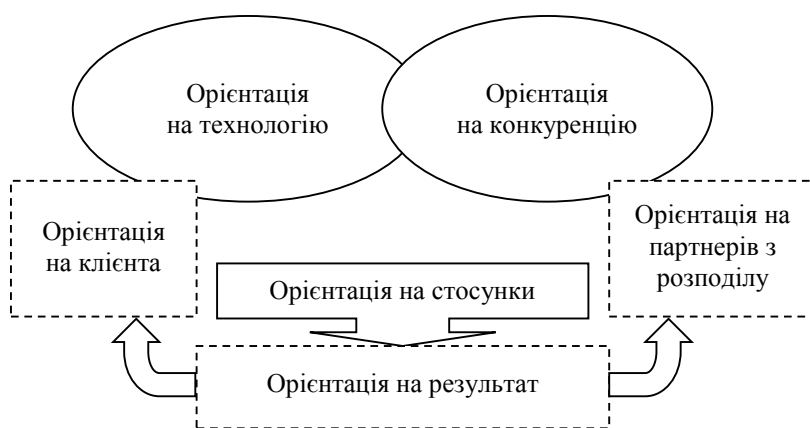 Орієнтація
на технологію
Орієнтація
на конкуренцію
Орієнтація
на клієнта
Орієнтація на
партнерів з
розподілу
Орієнтація на стосунки
Орієнтація на результат